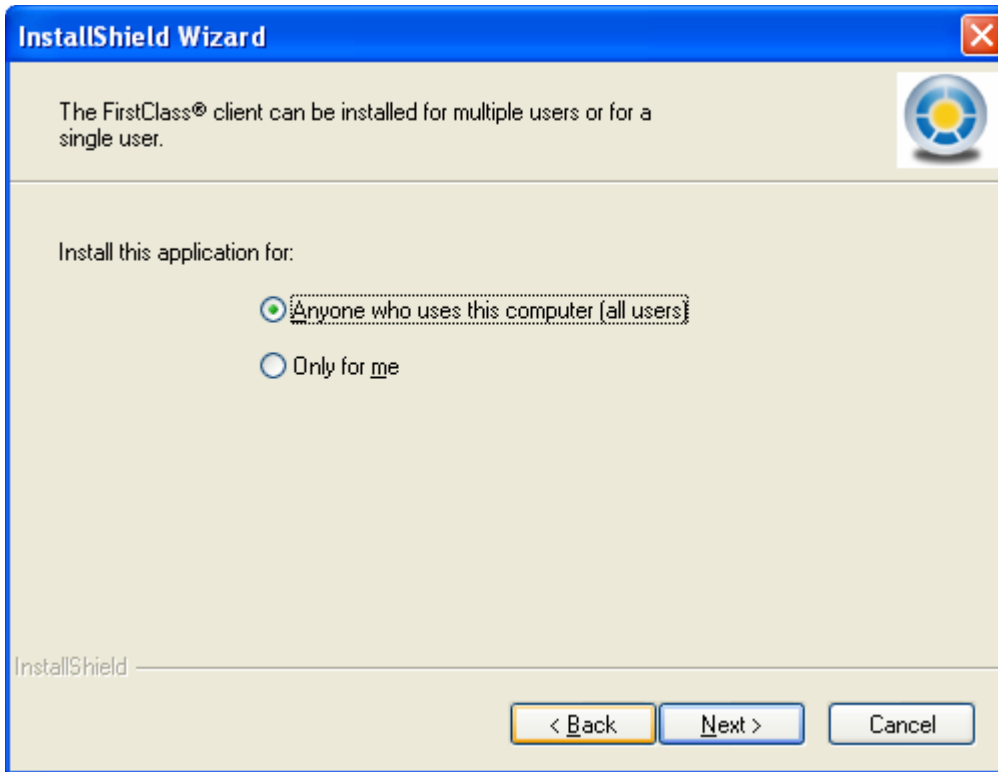 InstallShield Wizard
The FirstClass® client can be installed for multiple users or for a
single user.
Install this application for:
Anyone who uses this computer (all users)
Only for me
InstallShield
< Back
Next >
Cancel